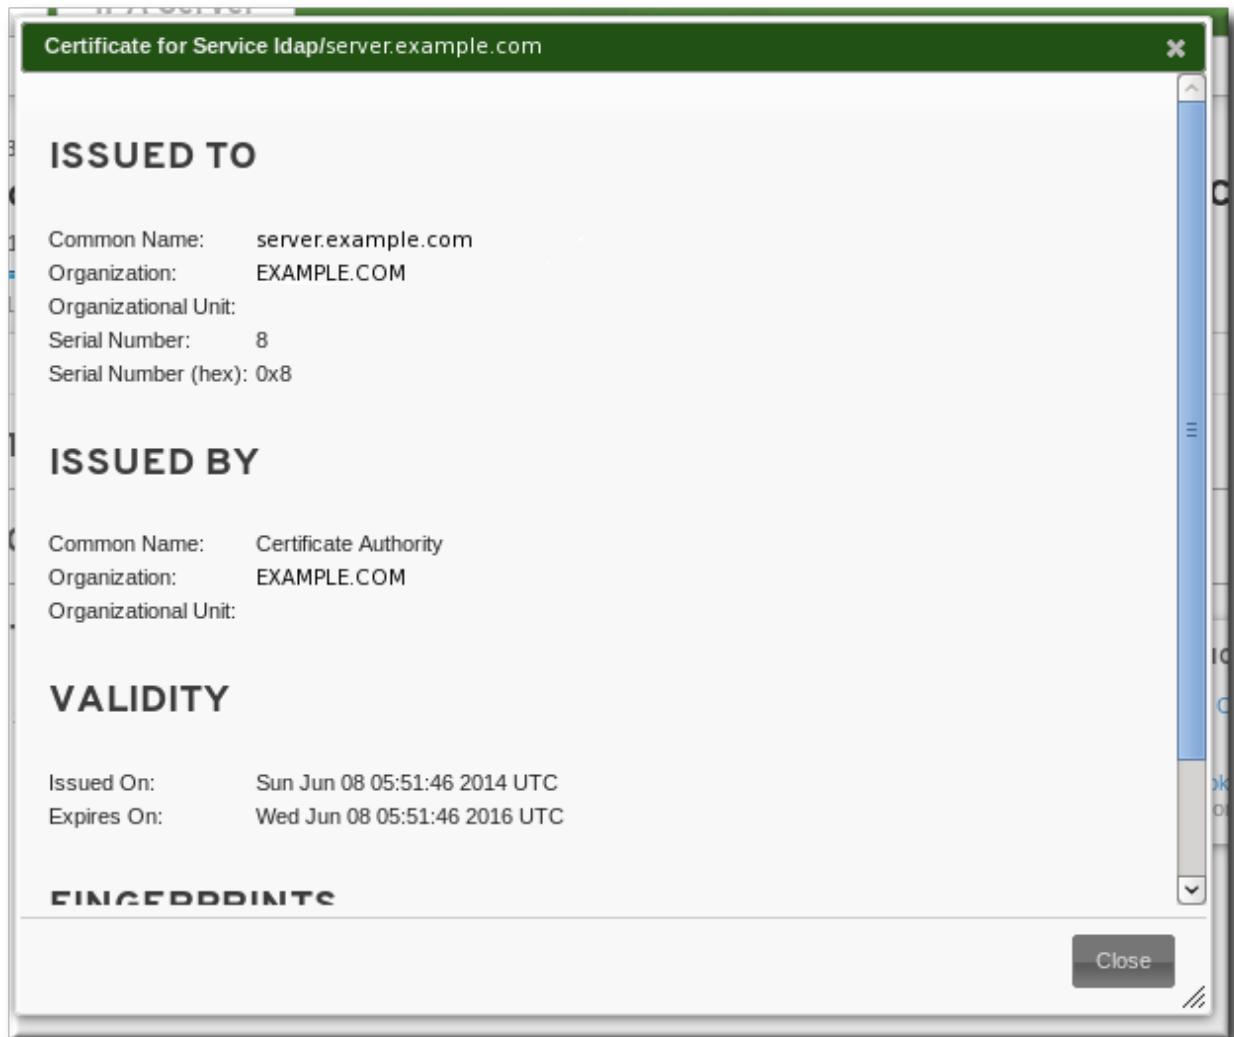 IPA Server
Certificate for Service ldap/server.example.com
ISSUED TO
Common Name: server.example.com
Organization: EXAMPLE.COM
Organizational Unit:
Serial Number: 8
Serial Number (hex): 0x8
ISSUED BY
Common Name: Certificate Authority
Organization: EXAMPLE.COM
Organizational Unit:
VALIDITY
Issued On: Sun Jun 08 05:51:46 2014 UTC
Expires On: Wed Jun 08 05:51:46 2016 UTC
FINGERPRINTS
Close